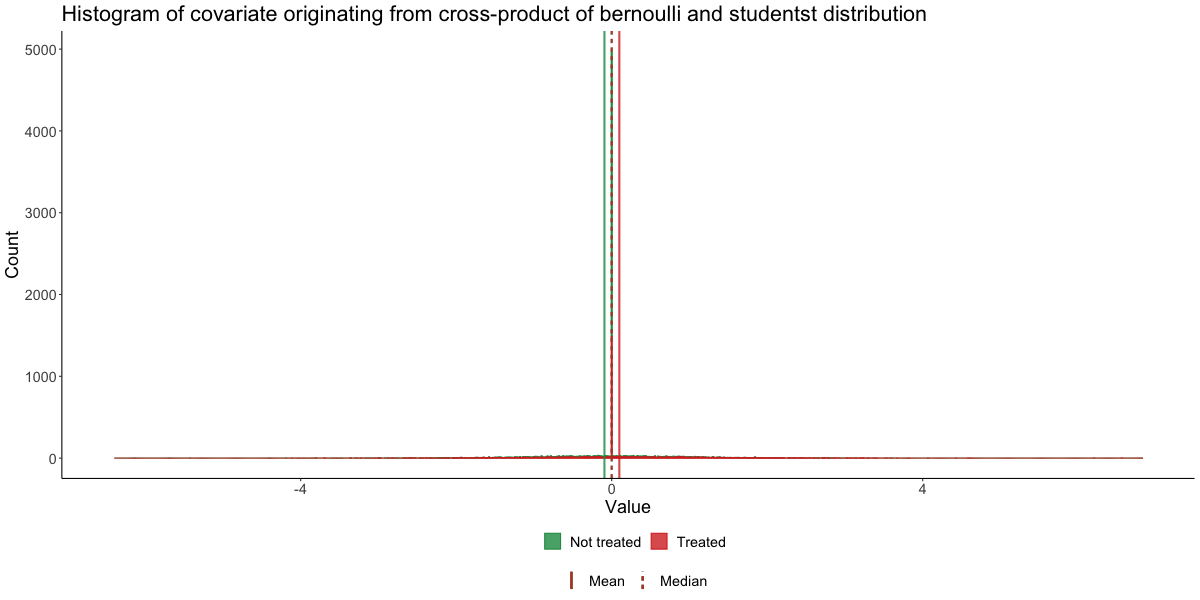 Histogram of covariate originating from cross-product of bernoulli and studentst distribution
5000
4000
3000
2000
1000
0
Count
-4 0 4
Value
Not treated Treated
Mean Median